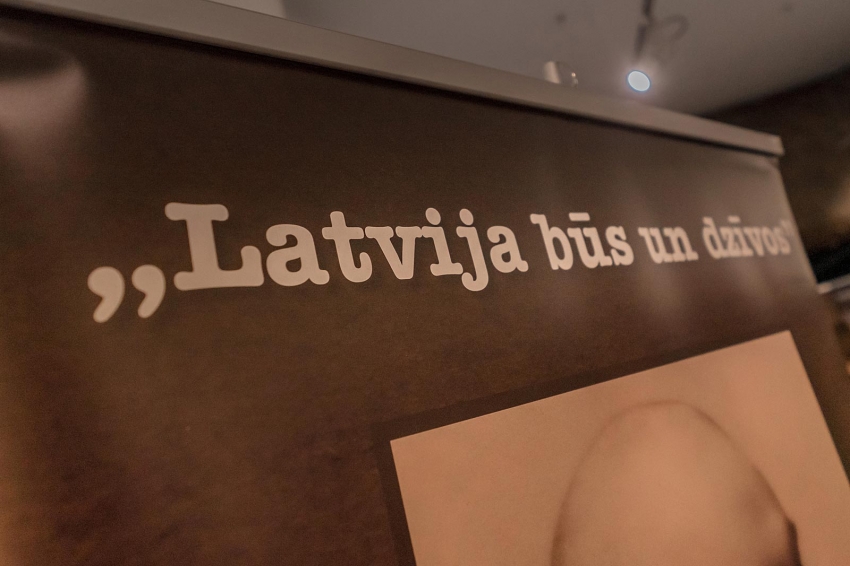 „Latvija būs un dzīvos”